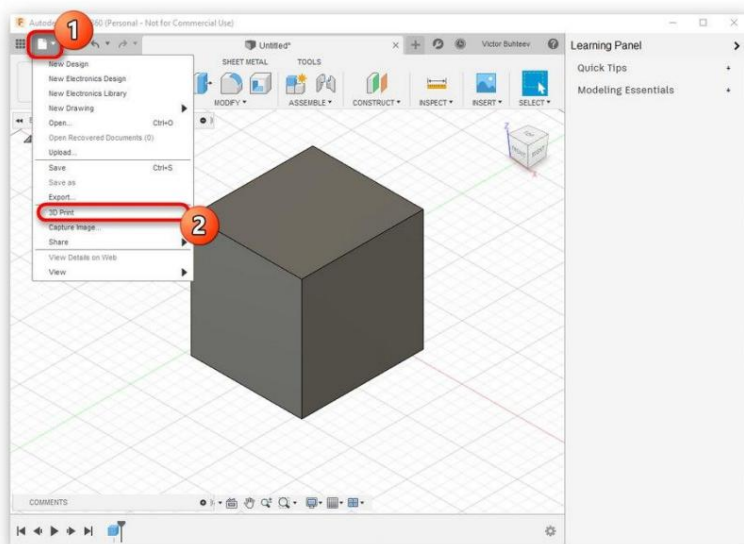 Autodesk 360 (Personal - Not for Commercial Use)
1
Untitled*
Victor Buhteev
Learning Panel
Quick Tips
Modeling Essentials
SHEET METAL TOOLS
MODIFY ASSEMBLE CONSTRUCT INSPECT INSERT SELECT
New Design
New Electronics Design
New Electronics Library
New Drawing
Open... Ctrl+O
Open Recovered Documents (0)
Upload...
Save Ctrl+S
Save as
Export...
3D Print
2
Capture Image...
Share
View Details on Web
View
Z
TOP
FRONT RIGHT
X
COMMENTS